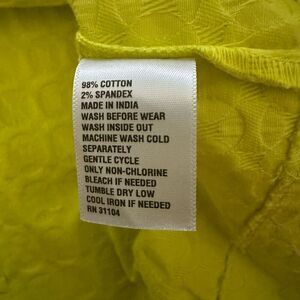 98% COTTON
2% SPANDEX
MADE IN INDIA
WASH BEFORE WEAR
WASH INSIDE OUT
MACHINE WASH COLD
SEPARATELY
GENTLE CYCLE
ONLY NON-CHLORINE
BLEACH IF NEEDED
TUMBLE DRY LOW
COOL IRON IF NEEDED
RN 31104